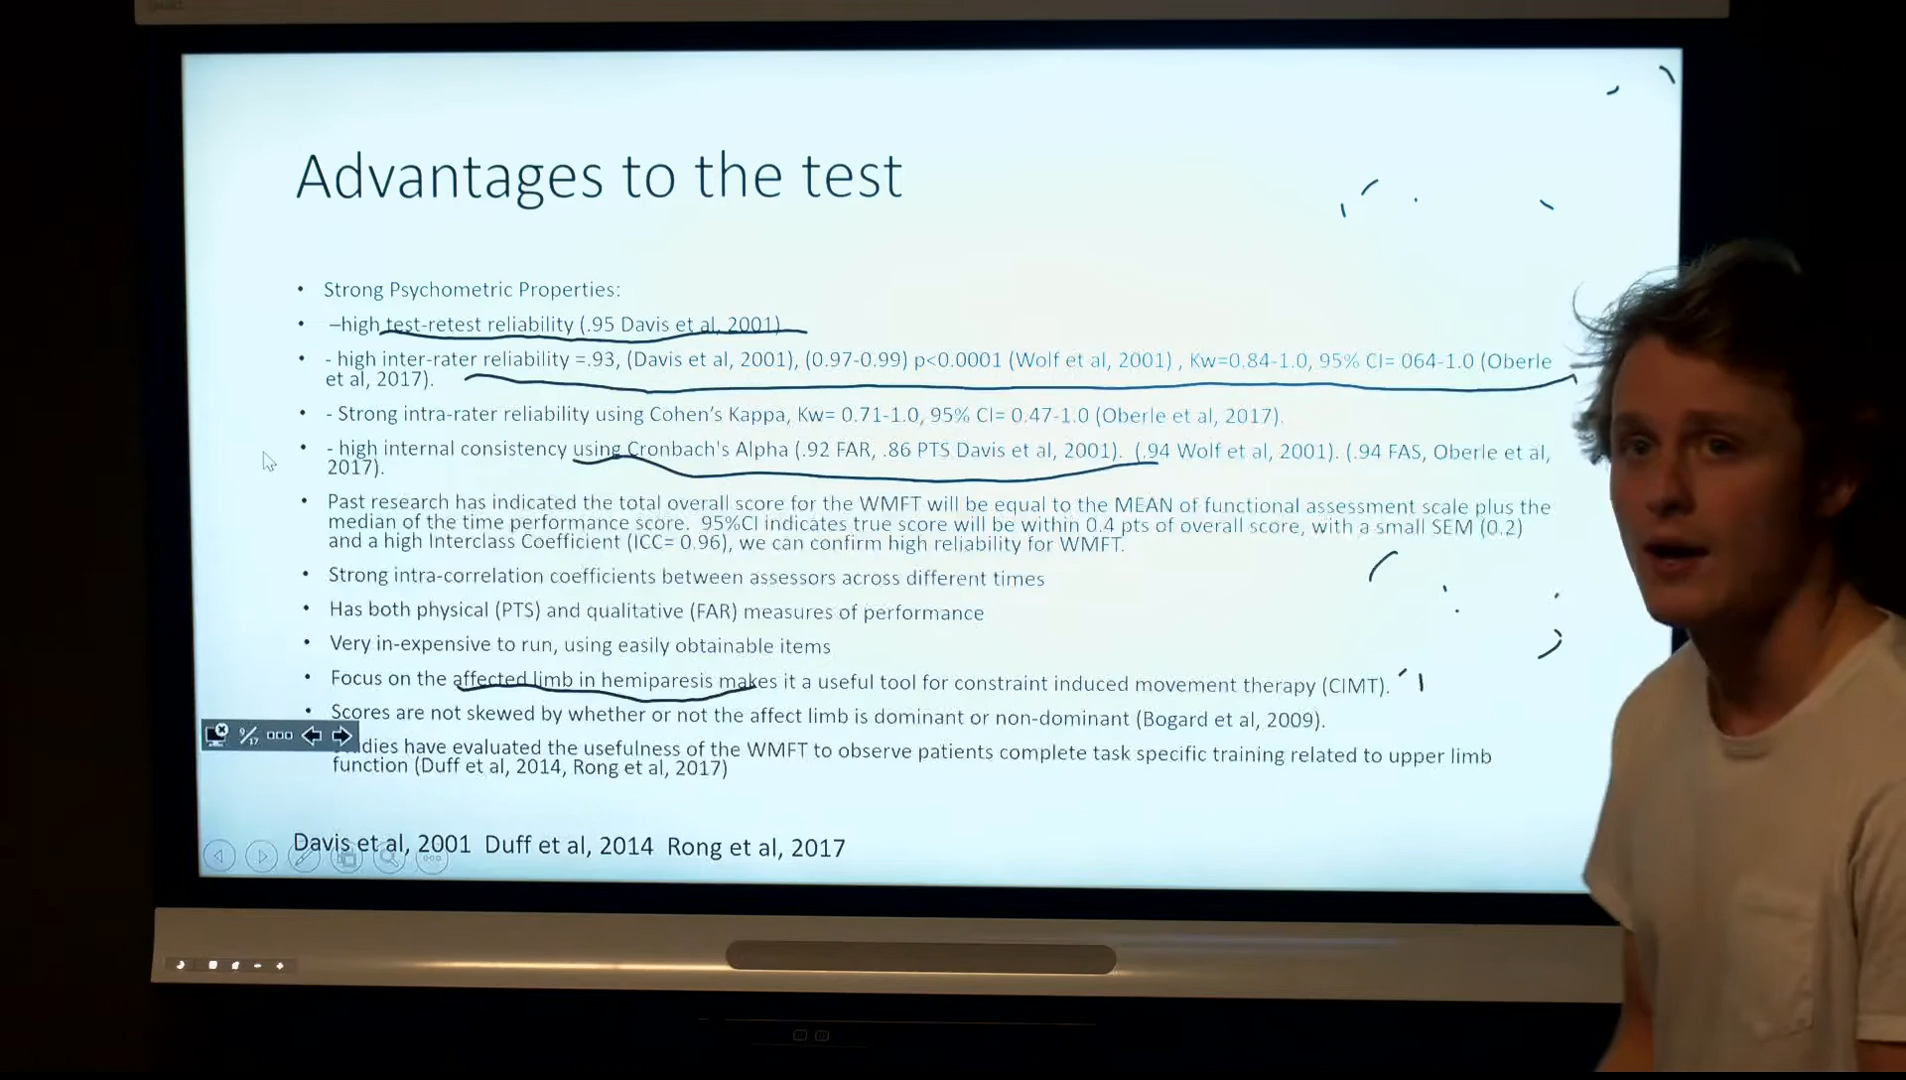 Advantages to the test
• Strong Psychometric Properties:
• –high test-retest reliability (.95 Davis et al, 2001)
• - high inter-rater reliability =.93, (Davis et al, 2001), (0.97-0.99) p<0.0001 (Wolf et al, 2001) , Kw=0.84-1.0, 95% CI= 064-1.0 (Oberle
et al, 2017).
• - Strong intra-rater reliability using Cohen's Kappa, Kw= 0.71-1.0, 95% CI= 0.47-1.0 (Oberle et al, 2017).
• - high internal consistency using Cronbach's Alpha (.92 FAR, .86 PTS Davis et al, 2001). (.94 Wolf et al, 2001). (.94 FAS, Oberle et al,
2017).
• Past research has indicated the total overall score for the WMFT will be equal to the MEAN of functional assessment scale plus the
median of the time performance score. 95%CI indicates true score will be within 0.4 pts of overall score, with a small SEM (0.2)
and a high Interclass Coefficient (ICC= 0.96), we can confirm high reliability for WMFT.
• Strong intra-correlation coefficients between assessors across different times
• Has both physical (PTS) and qualitative (FAR) measures of performance
• Very in-expensive to run, using easily obtainable items
• Focus on the affected limb in hemiparesis makes it a useful tool for constraint induced movement therapy (CIMT).
• Scores are not skewed by whether or not the affect limb is dominant or non-dominant (Bogard et al, 2009).
9/17
have evaluated the usefulness of the WMFT to observe patients complete task specific training related to upper limb
function (Duff et al, 2014, Rong et al, 2017)
Davis et al, 2001 Duff et al, 2014 Rong et al, 2017